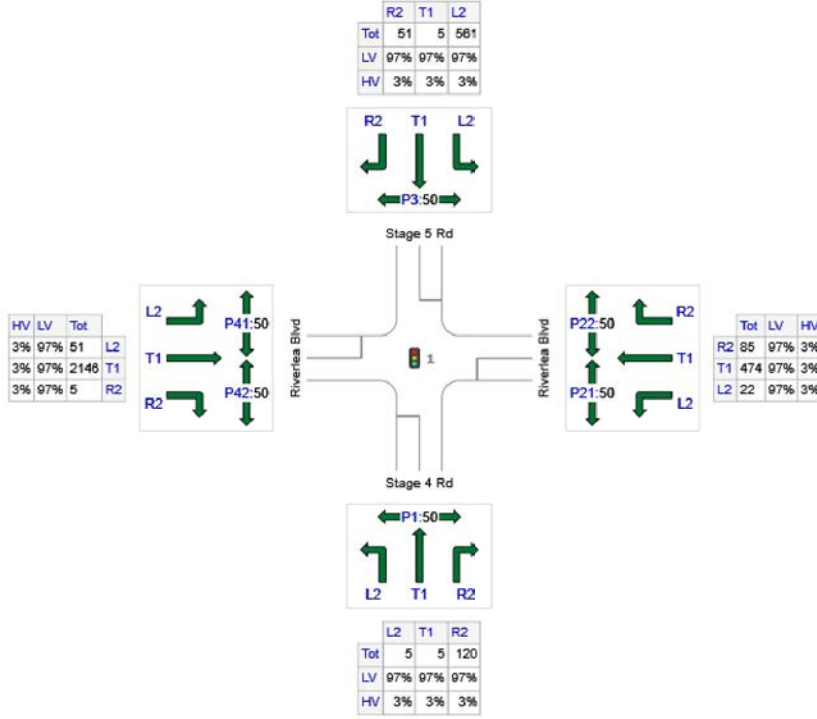 R2 T1 L2
Tot 51 5 561
LV 97% 97% 97%
HV 3% 3% 3%
R2 T1 L2
P3:50
Stage 5 Rd
HV LV Tot
3% 97% 51 L2
3% 97% 2146 T1
3% 97% 5 R2
L2
T1
R2
P41:50
P42:50
Riverlea Blvd
1
Riverlea Blvd
P22:50
P21:50
R2
T1
L2
Tot LV HV
R2 85 97% 3%
T1 474 97% 3%
L2 22 97% 3%
Stage 4 Rd
P1:50
L2 T1 R2
L2 T1 R2
Tot 5 5 120
LV 97% 97% 97%
HV 3% 3% 3%